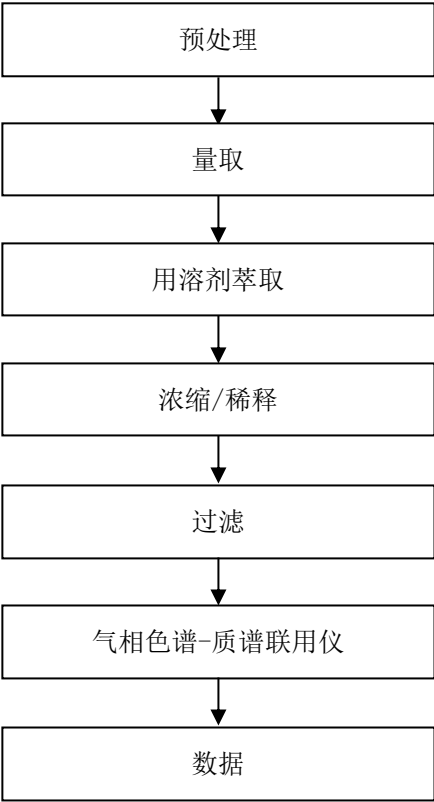 预处理
量取
用溶剂萃取
浓缩/稀释
过滤
气相色谱-质谱联用仪
数据